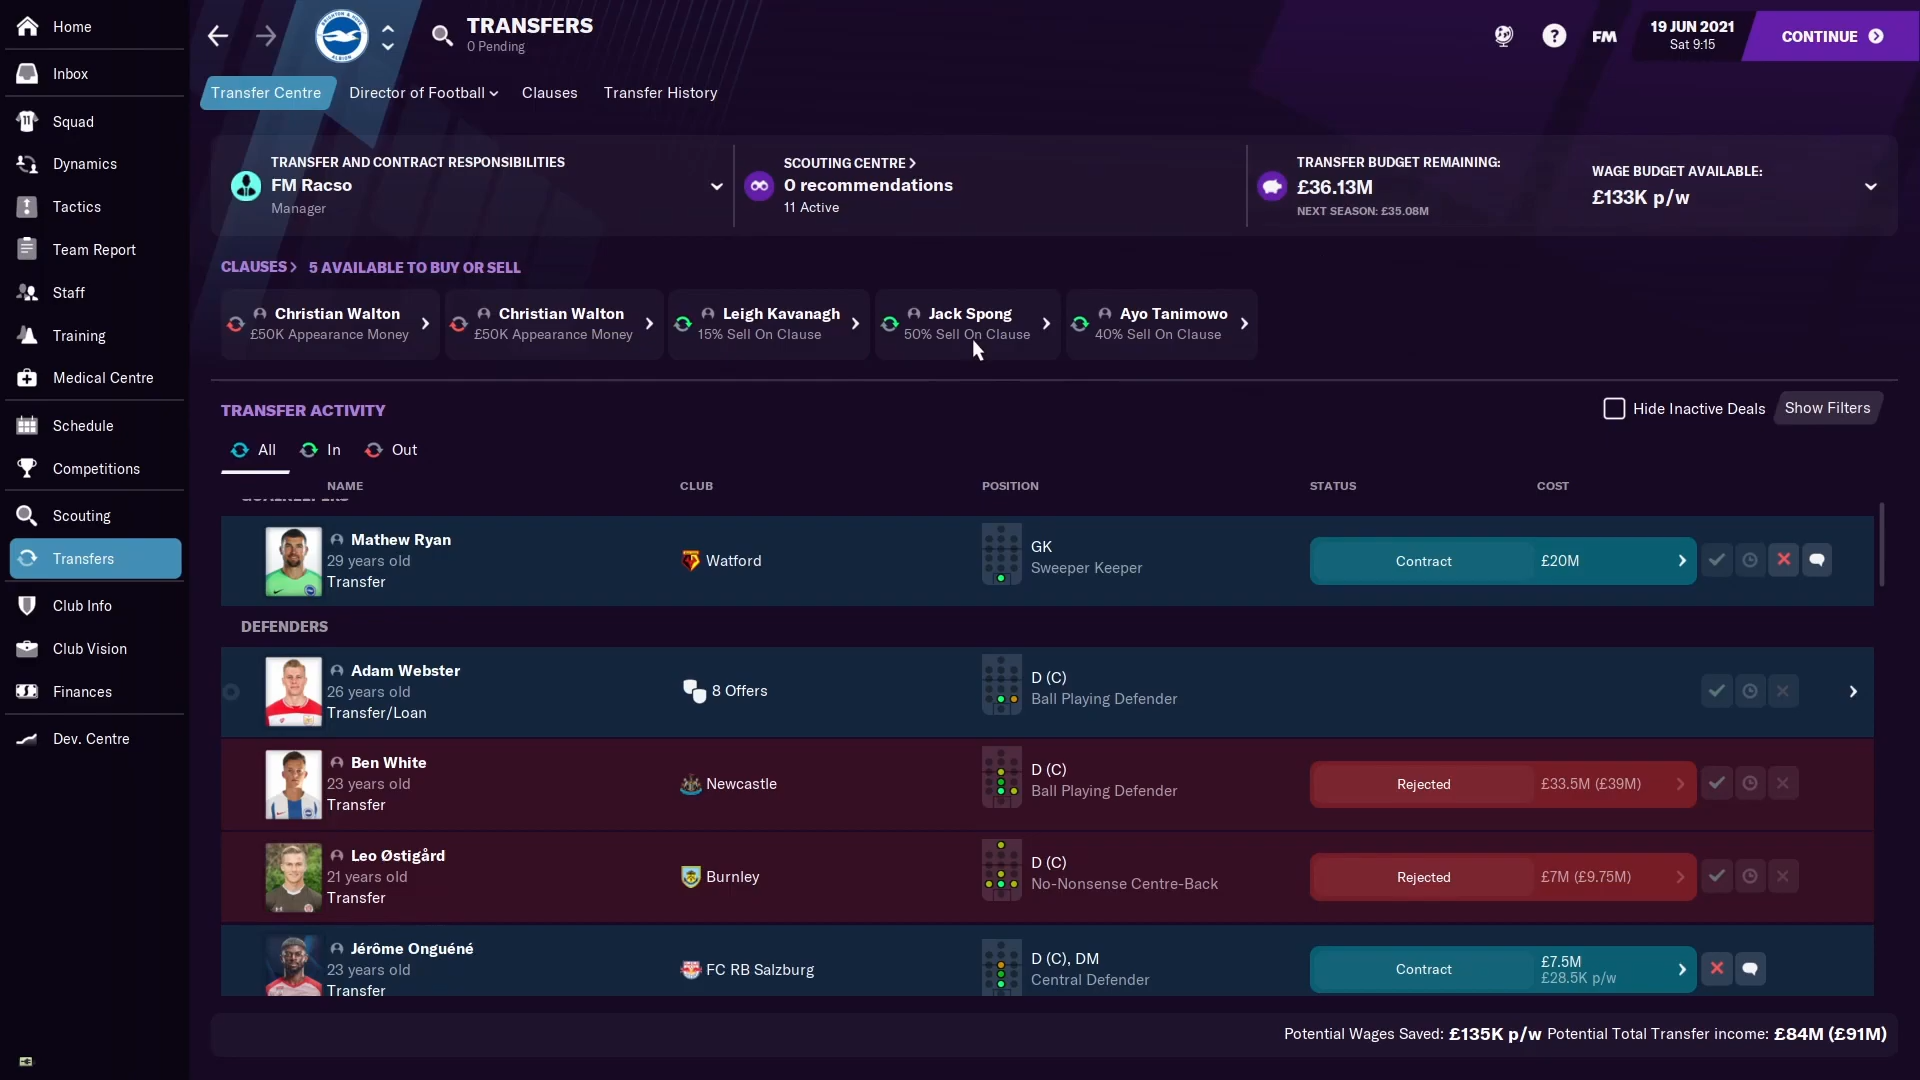 Home
TRANSFERS
0 Pending
FM
19 JUN 2021
Sat 9:15
CONTINUE
Inbox
Transfer Centre
Director of Football
Clauses
Transfer History
Squad
Dynamics
Tactics
Team Report
Staff
Training
Medical Centre
Schedule
Competitions
Scouting
Transfers
Club Info
Club Vision
Finances
Dev. Centre
TRANSFER AND CONTRACT RESPONSIBILITIES
FM Racso
Manager
SCOUTING CENTRE >
0 recommendations
11 Active
TRANSFER BUDGET REMAINING:
£36.13M
NEXT SEASON: £35.08M
WAGE BUDGET AVAILABLE:
£133K p/w
CLAUSES > 5 AVAILABLE TO BUY OR SELL
Christian Walton
£50K Appearance Money
Christian Walton
£50K Appearance Money
Leigh Kavanagh
15% Sell On Clause
Jack Spong
50% Sell On Clause
Ayo Tanimowo
40% Sell On Clause
TRANSFER ACTIVITY
Hide Inactive Deals
Show Filters
All
In
Out
NAME
CLUB
POSITION
STATUS
COST
GOALKEEPERS
Mathew Ryan
29 years old
Transfer
Watford
GK
Sweeper Keeper
Contract
£20M
DEFENDERS
Adam Webster
26 years old
Transfer/Loan
8 Offers
D (C)
Ball Playing Defender
Ben White
23 years old
Transfer
Newcastle
D (C)
Ball Playing Defender
Rejected
£33.5M (£39M)
Leo Østigård
21 years old
Transfer
Burnley
D (C)
No-Nonsense Centre-Back
Rejected
£7M (£9.75M)
Jérôme Onguéné
23 years old
Transfer
FC RB Salzburg
D (C), DM
Central Defender
Contract
£7.5M
£28.5K p/w
Potential Wages Saved: £135K p/w Potential Total Transfer income: £84M (£91M)